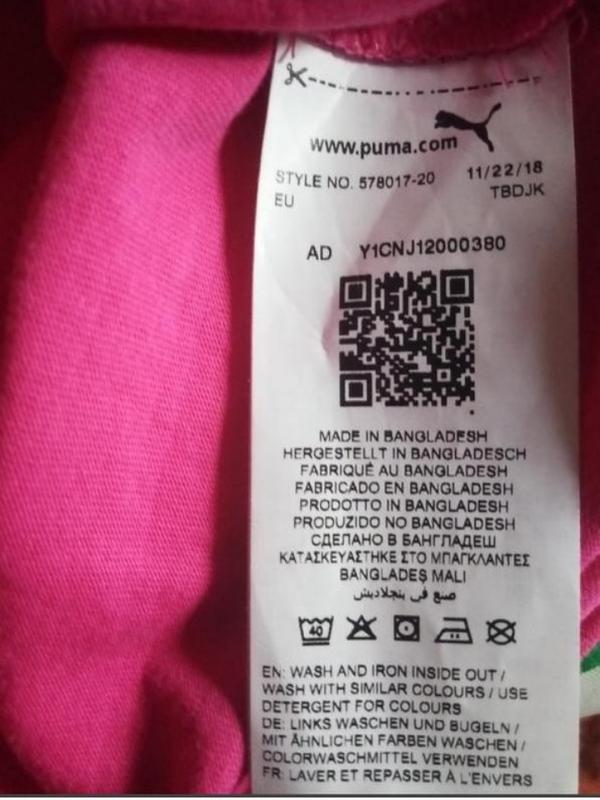 www.puma.com
STYLE NO. 578017-20 11/22/18
EU TBDJK
AD Y1CNJ12000380
MADE IN BANGLADESH
HERGESTELLT IN BANGLADESCH
FABRIQUÉ AU BANGLADESH
FABRICADO EN BANGLADESH
PRODOTTO IN BANGLADESH
PRODUZIDO NO BANGLADESH
СДЕЛАНО В БАНГЛАДЕШ
ΚΑΤΑΣΚΕΥΑΣΤΗΚΕ ΣΤΟ ΜΠΑΓΚΛΑΝΤΕΣ
BANGLADEŞ MALI
صنع في بنجلاديش
40
EN: WASH AND IRON INSIDE OUT /
WASH WITH SIMILAR COLOURS / USE
DETERGENT FOR COLOURS
DE: LINKS WASCHEN UND BUGELN /
MIT ÄHNLICHEN FARBEN WASCHEN /
COLORWASCHMITTEL VERWENDEN
FR: LAVER ET REPASSER À L'ENVERS